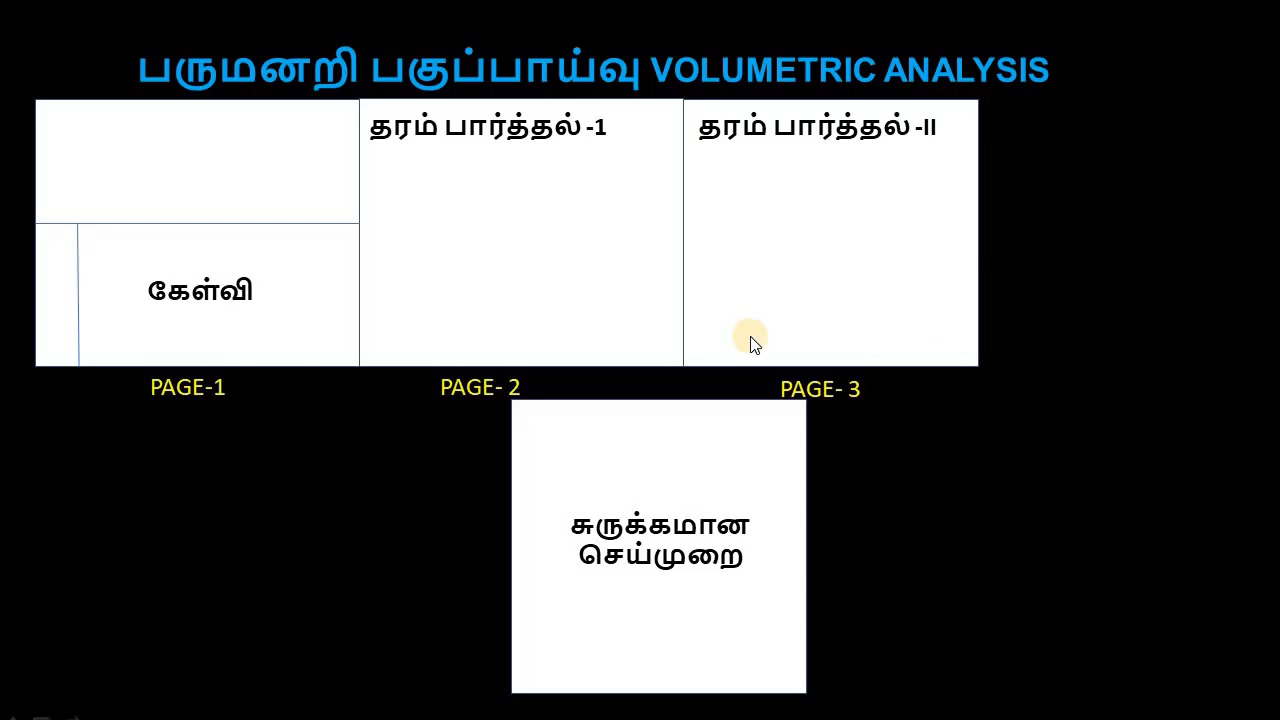 பருமனறி பகுப்பாய்வு VOLUMETRIC ANALYSIS
தரம் பார்த்தல் -1
தரம் பார்த்தல் -II
கேள்வி
PAGE-1
PAGE- 2
PAGE- 3
சுருக்கமான
செய்முறை